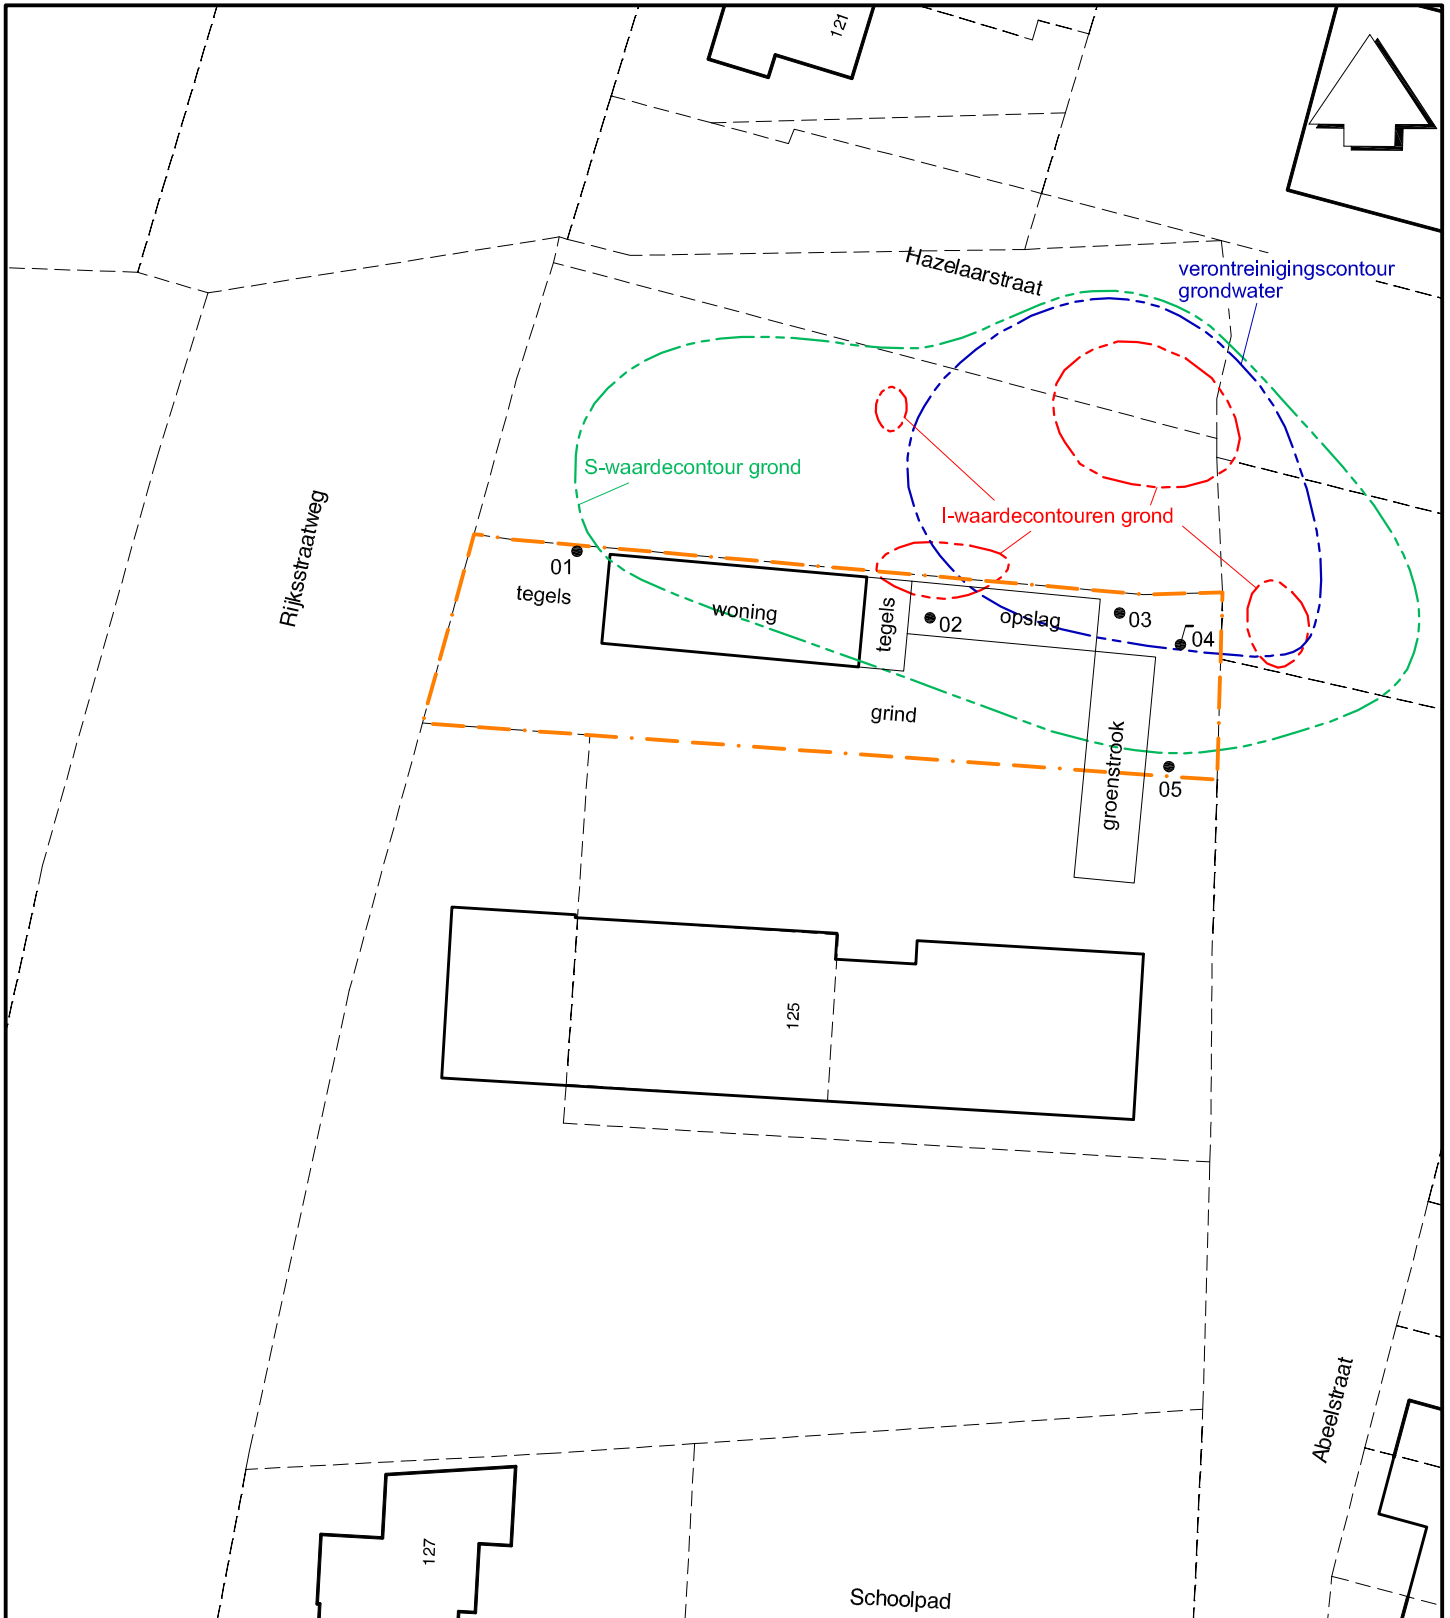 121
Hazelaarstraat
verontreinigingscontour
grondwater
S-waardecontour grond
I-waardecontouren grond
Rijksstraatweg
01
tegels
woning
tegels
02
opslag
03
04
grind
groenstrook
05
125
Abeelstraat
127
Schoolpad